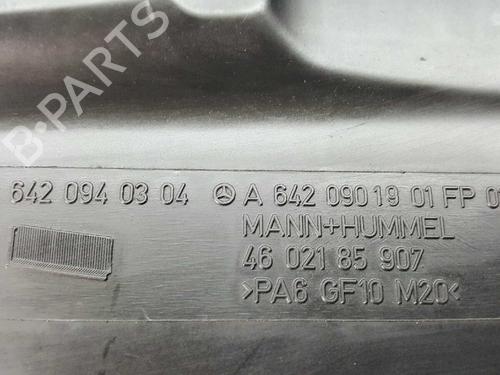 B-PARTS
642 094 03 04 A 642 090 19 01 FP 0
MANN+HUMMEL
46 021 85 907
>PA6 GF10 M20<